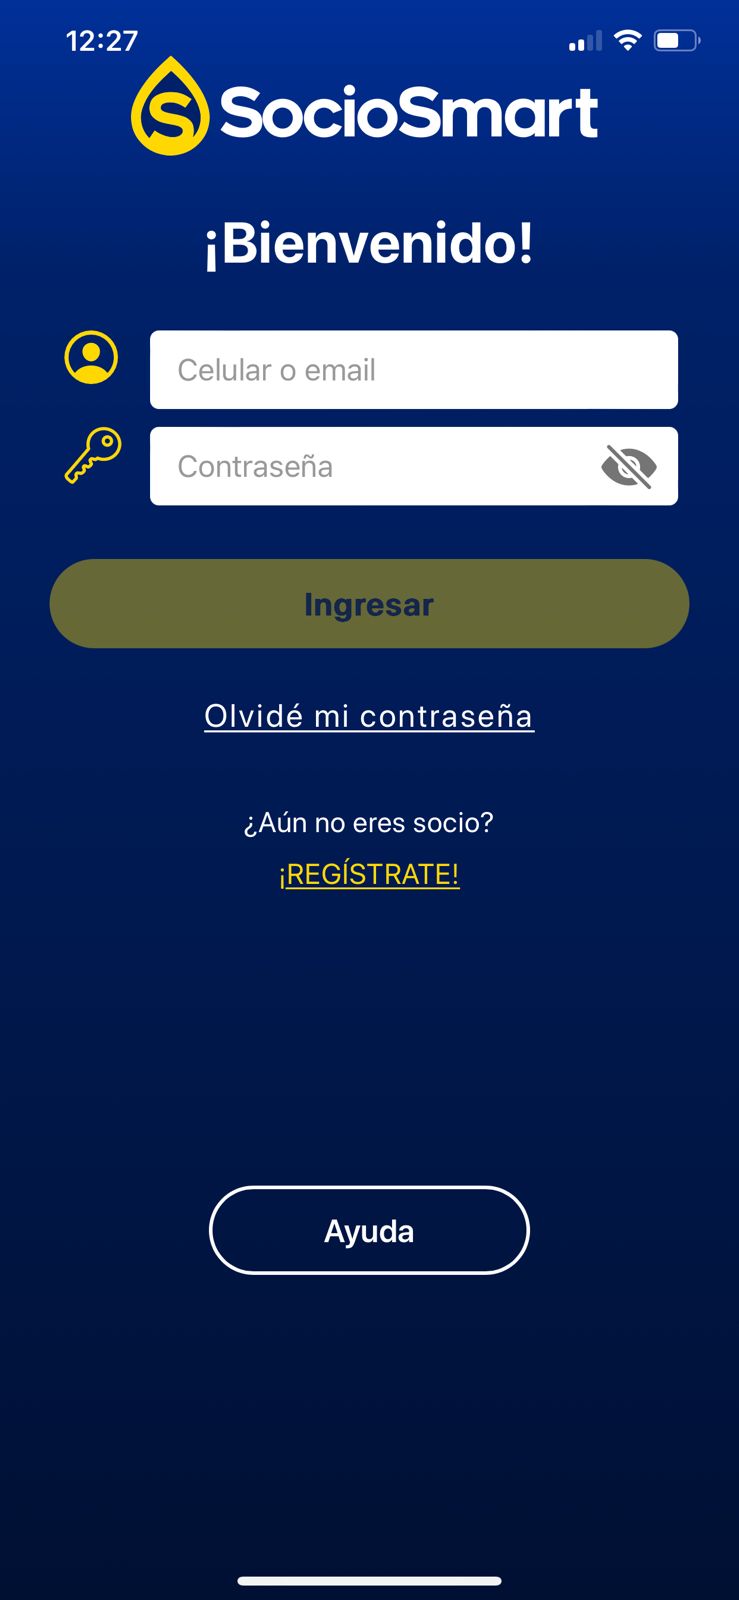 12:27
SocioSmart
¡Bienvenido!
Celular o email
Contraseña
Ingresar
Olvidé mi contraseña
¿Aún no eres socio?
¡REGÍSTRATE!
Ayuda